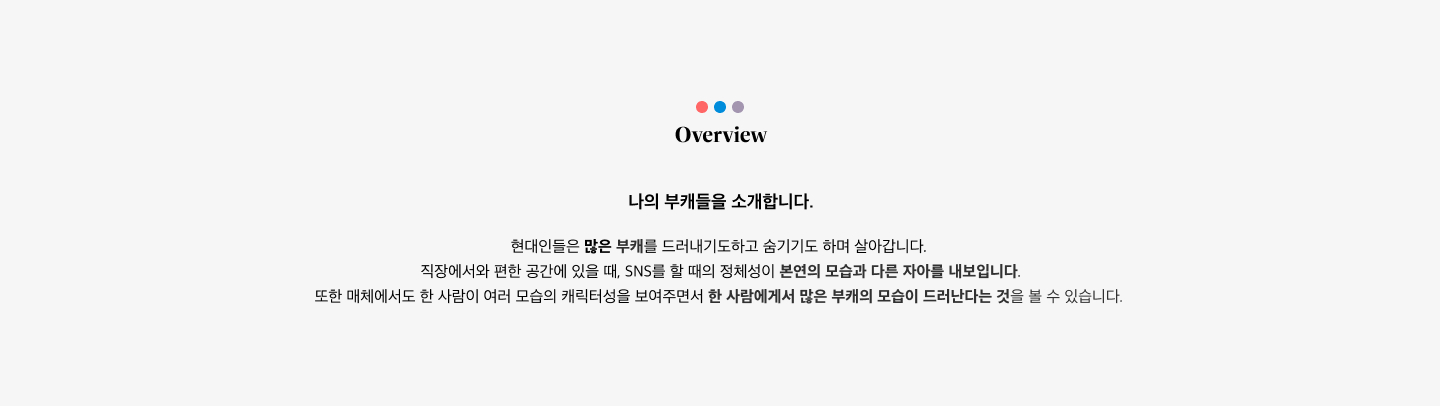 Overview
나의 부캐들을 소개합니다.
현대인들은 많은 부캐를 드러내기도하고 숨기기도 하며 살아갑니다.
직장에서와 편한 공간에 있을 때, SNS를 할 때의 정체성이 본연의 모습과 다른 자아를 내보입니다.
또한 매체에서도 한 사람이 여러 모습의 캐릭터성을 보여주면서 한 사람에게서 많은 부캐의 모습이 드러난다는 것을 볼 수 있습니다.